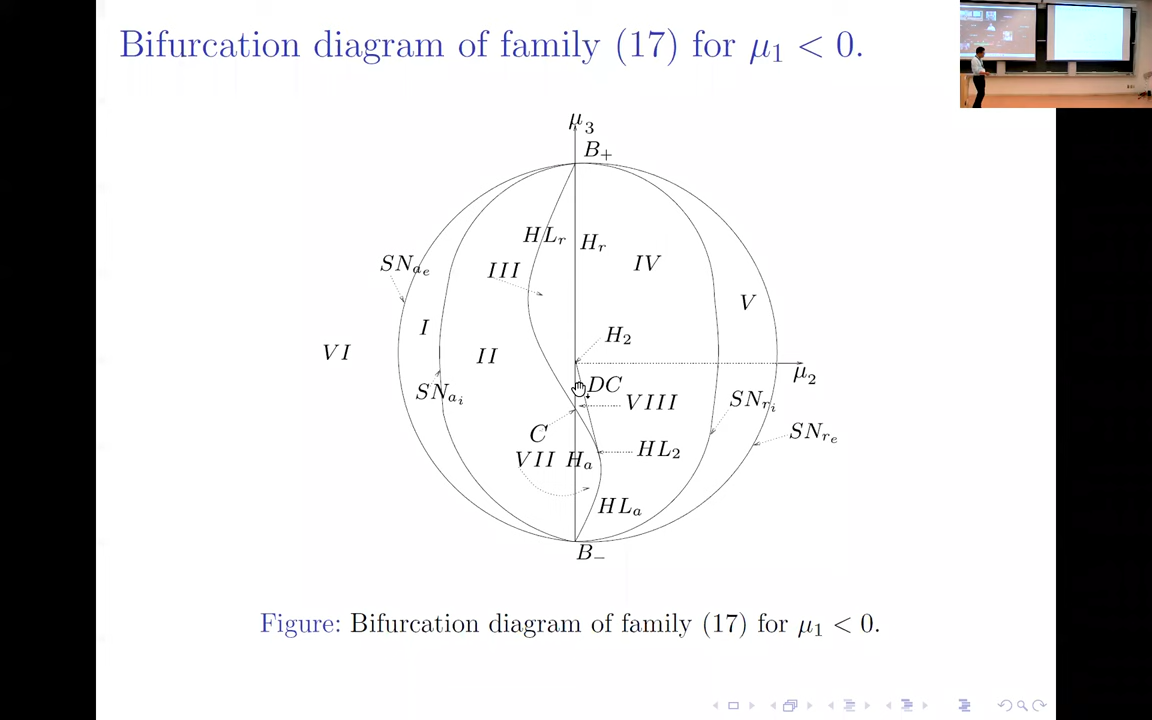 Bifurcation diagram of family (17) for μ₁ < 0.
μ₃
B₊
HLᵣ
Hᵣ
III
IV
SNₐₑ
V
I
H₂
VI
II
μ₂
DC
SNₐᵢ
VIII
SNᵣᵢ
C
SNᵣₑ
HL₂
VII
Hₐ
HLₐ
B₋
Figure: Bifurcation diagram of family (17) for μ₁ < 0.